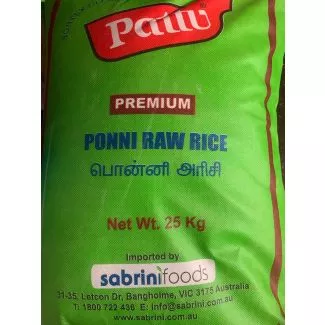 Pattu
PREMIUM
PONNI RAW RICE
பொன்னி அரிசி
Net Wt. 25 Kg
Imported by
sabrinifoods
31-35, Letcon Dr, Bangholme, VIC 3175 Australia
T: 1800 722 436 E: info@sabrini.com.au
www.sabrini.com.au